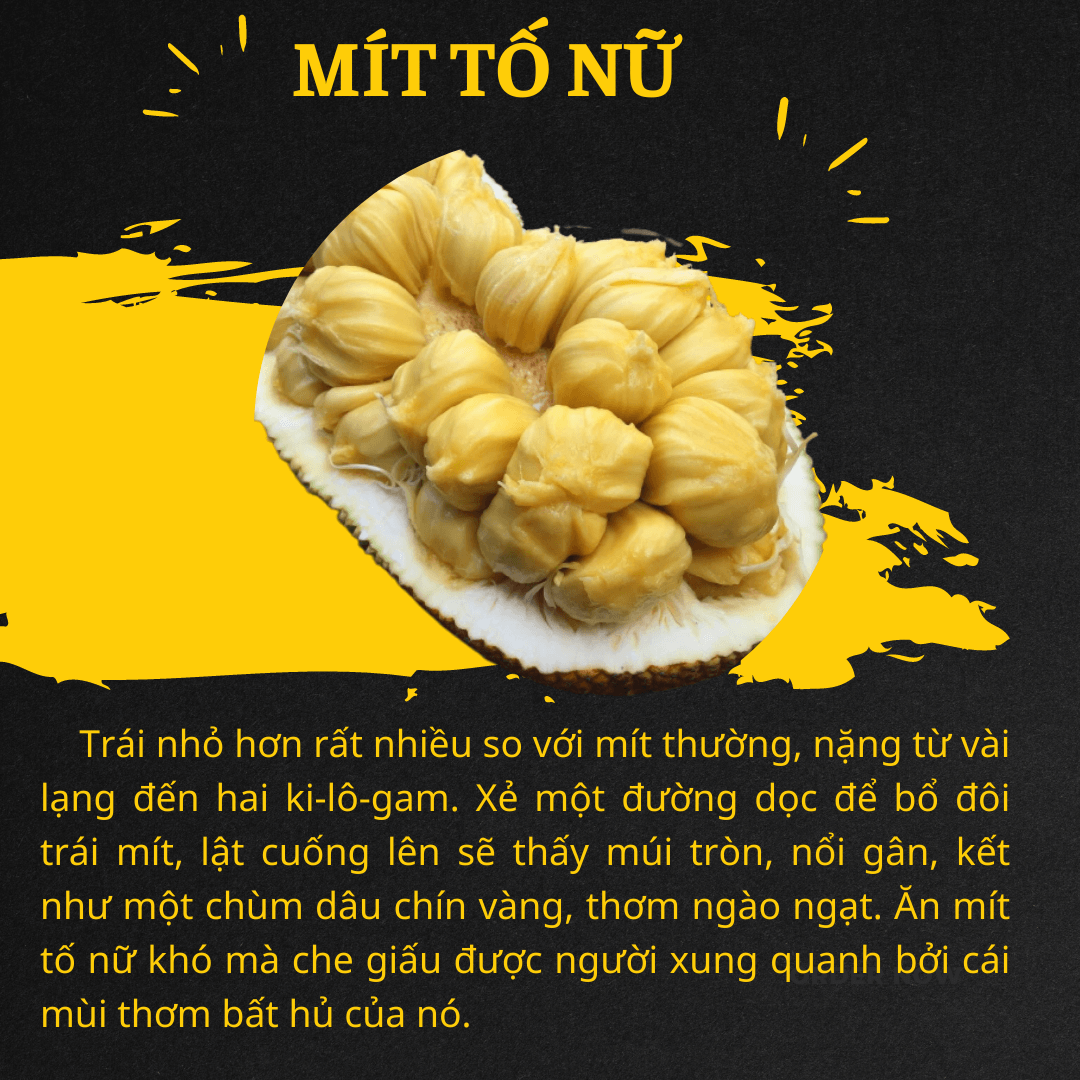 MÍT TỐ NỮ
Trái nhỏ hơn rất nhiều so với mít thường, nặng từ vài
lạng đến hai ki-lô-gam. Xẻ một đường dọc để bổ đôi
trái mít, lật cuống lên sẽ thấy múi tròn, nổi gân, kết
như một chùm dâu chín vàng, thơm ngào ngạt. Ăn mít
tố nữ khó mà che giấu được người xung quanh bởi cái
mùi thơm bất hủ của nó.